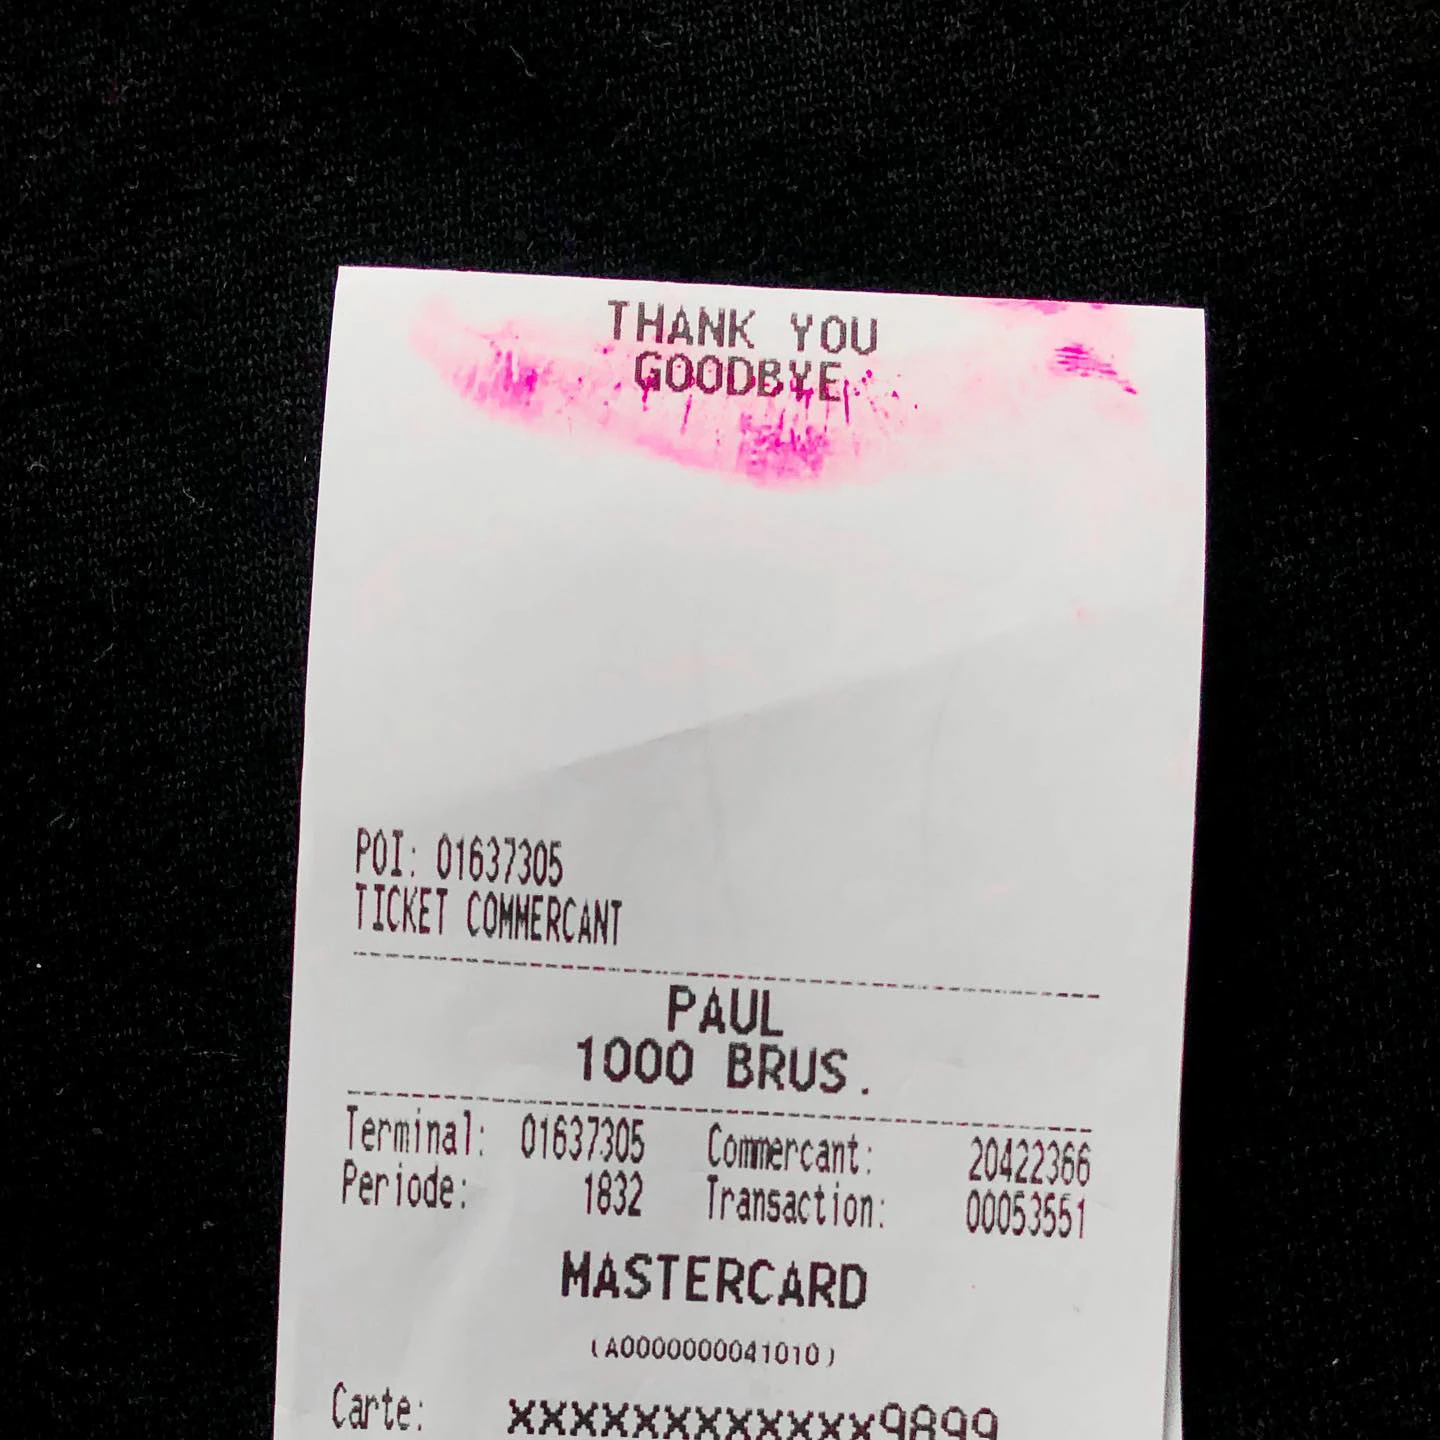 THANK YOU
GOODBYE
POI: 01637305
TICKET COMMERCANT
PAUL
1000 BRUS.
Terminal: 01637305 Commercant: 20422366
Periode: 1832 Transaction: 00053551
MASTERCARD
(A0000000041010)
Carte: xxxxxxxxxxxx9899